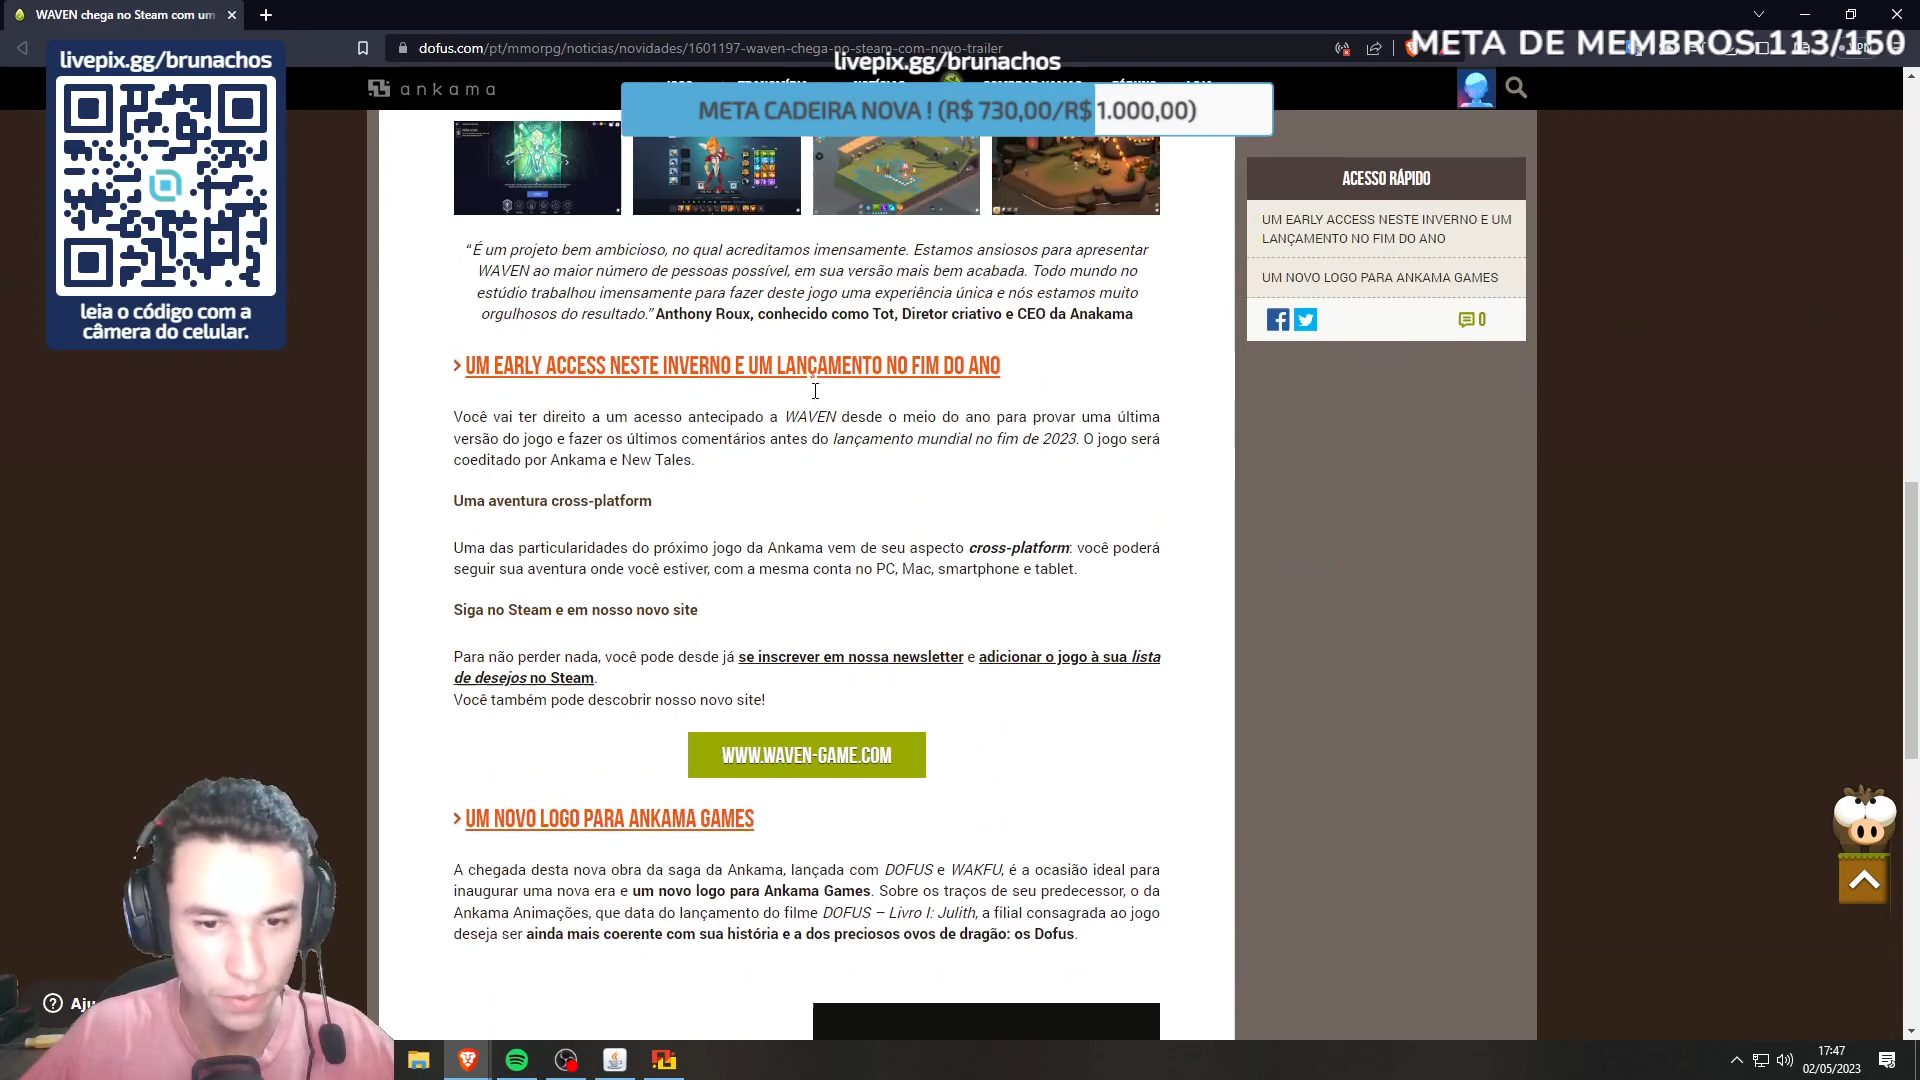 WAVEN chega no Steam com um
dofus.com/pt/mmorpg/noticias/novidades/1601197-waven-chega-no-steam-com-novo-trailer
META DE MEMBROS 113/150
livepix.gg/brunachos
livepix.gg/brunachos
ankama
META CADEIRA NOVA ! (R$ 730,00/R$ 1.000,00)
leia o código com a
câmera do celular.
ACESSO RÁPIDO
UM EARLY ACCESS NESTE INVERNO E UM
LANÇAMENTO NO FIM DO ANO
UM NOVO LOGO PARA ANKAMA GAMES
0
“É um projeto bem ambicioso, no qual acreditamos imensamente. Estamos ansiosos para apresentar
WAVEN ao maior número de pessoas possível, em sua versão mais bem acabada. Todo mundo no
estúdio trabalhou imensamente para fazer deste jogo uma experiência única e nós estamos muito
orgulhosos do resultado.” Anthony Roux, conhecido como Tot, Diretor criativo e CEO da Anakama
> UM EARLY ACCESS NESTE INVERNO E UM LANÇAMENTO NO FIM DO ANO
Você vai ter direito a um acesso antecipado a WAVEN desde o meio do ano para provar uma última
versão do jogo e fazer os últimos comentários antes do lançamento mundial no fim de 2023. O jogo será
coeditado por Ankama e New Tales.
Uma aventura cross-platform
Uma das particularidades do próximo jogo da Ankama vem de seu aspecto cross-platform: você poderá
seguir sua aventura onde você estiver, com a mesma conta no PC, Mac, smartphone e tablet.
Siga no Steam e em nosso novo site
Para não perder nada, você pode desde já se inscrever em nossa newsletter e adicionar o jogo à sua lista
de desejos no Steam.
Você também pode descobrir nosso novo site!
WWW.WAVEN-GAME.COM
> UM NOVO LOGO PARA ANKAMA GAMES
A chegada desta nova obra da saga da Ankama, lançada com DOFUS e WAKFU, é a ocasião ideal para
inaugurar uma nova era e um novo logo para Ankama Games. Sobre os traços de seu predecessor, o da
Ankama Animações, que data do lançamento do filme DOFUS – Livro I: Julith, a filial consagrada ao jogo
deseja ser ainda mais coerente com sua história e a dos preciosos ovos de dragão: os Dofus.
Aju
17:47
02/05/2023